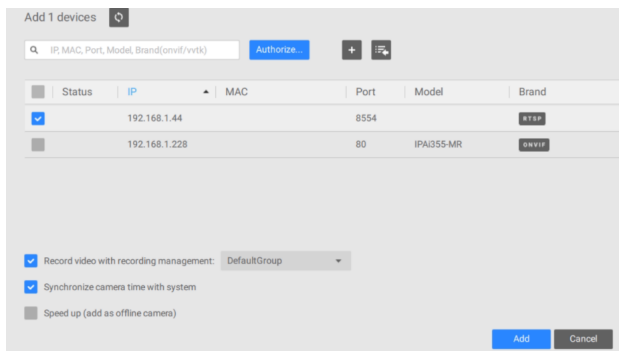 Add 1 devices
IP, MAC, Port, Model, Brand(onvif/vvtk) Authorize... +
Status IP MAC Port Model Brand
192.168.1.44 8554 RTSP
192.168.1.228 80 IPAi355-MR ONVIF
Record video with recording management: DefaultGroup
Synchronize camera time with system
Speed up (add as offline camera)
Add Cancel